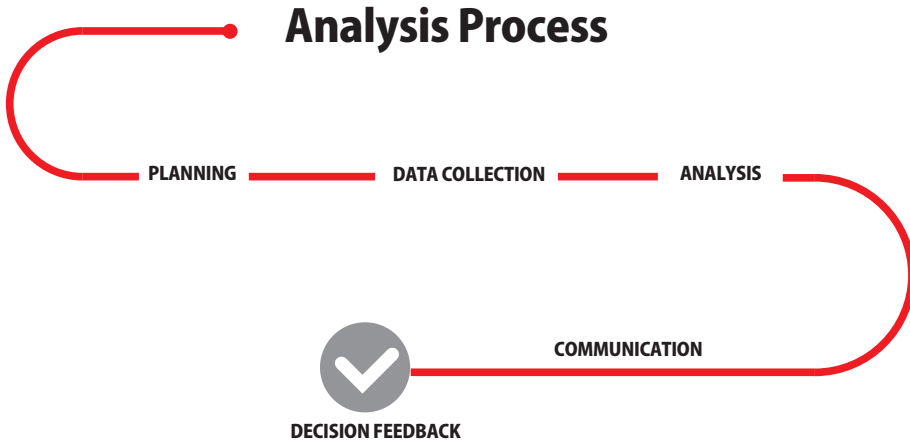 Analysis Process
PLANNING
DATA COLLECTION
ANALYSIS
COMMUNICATION
DECISION FEEDBACK